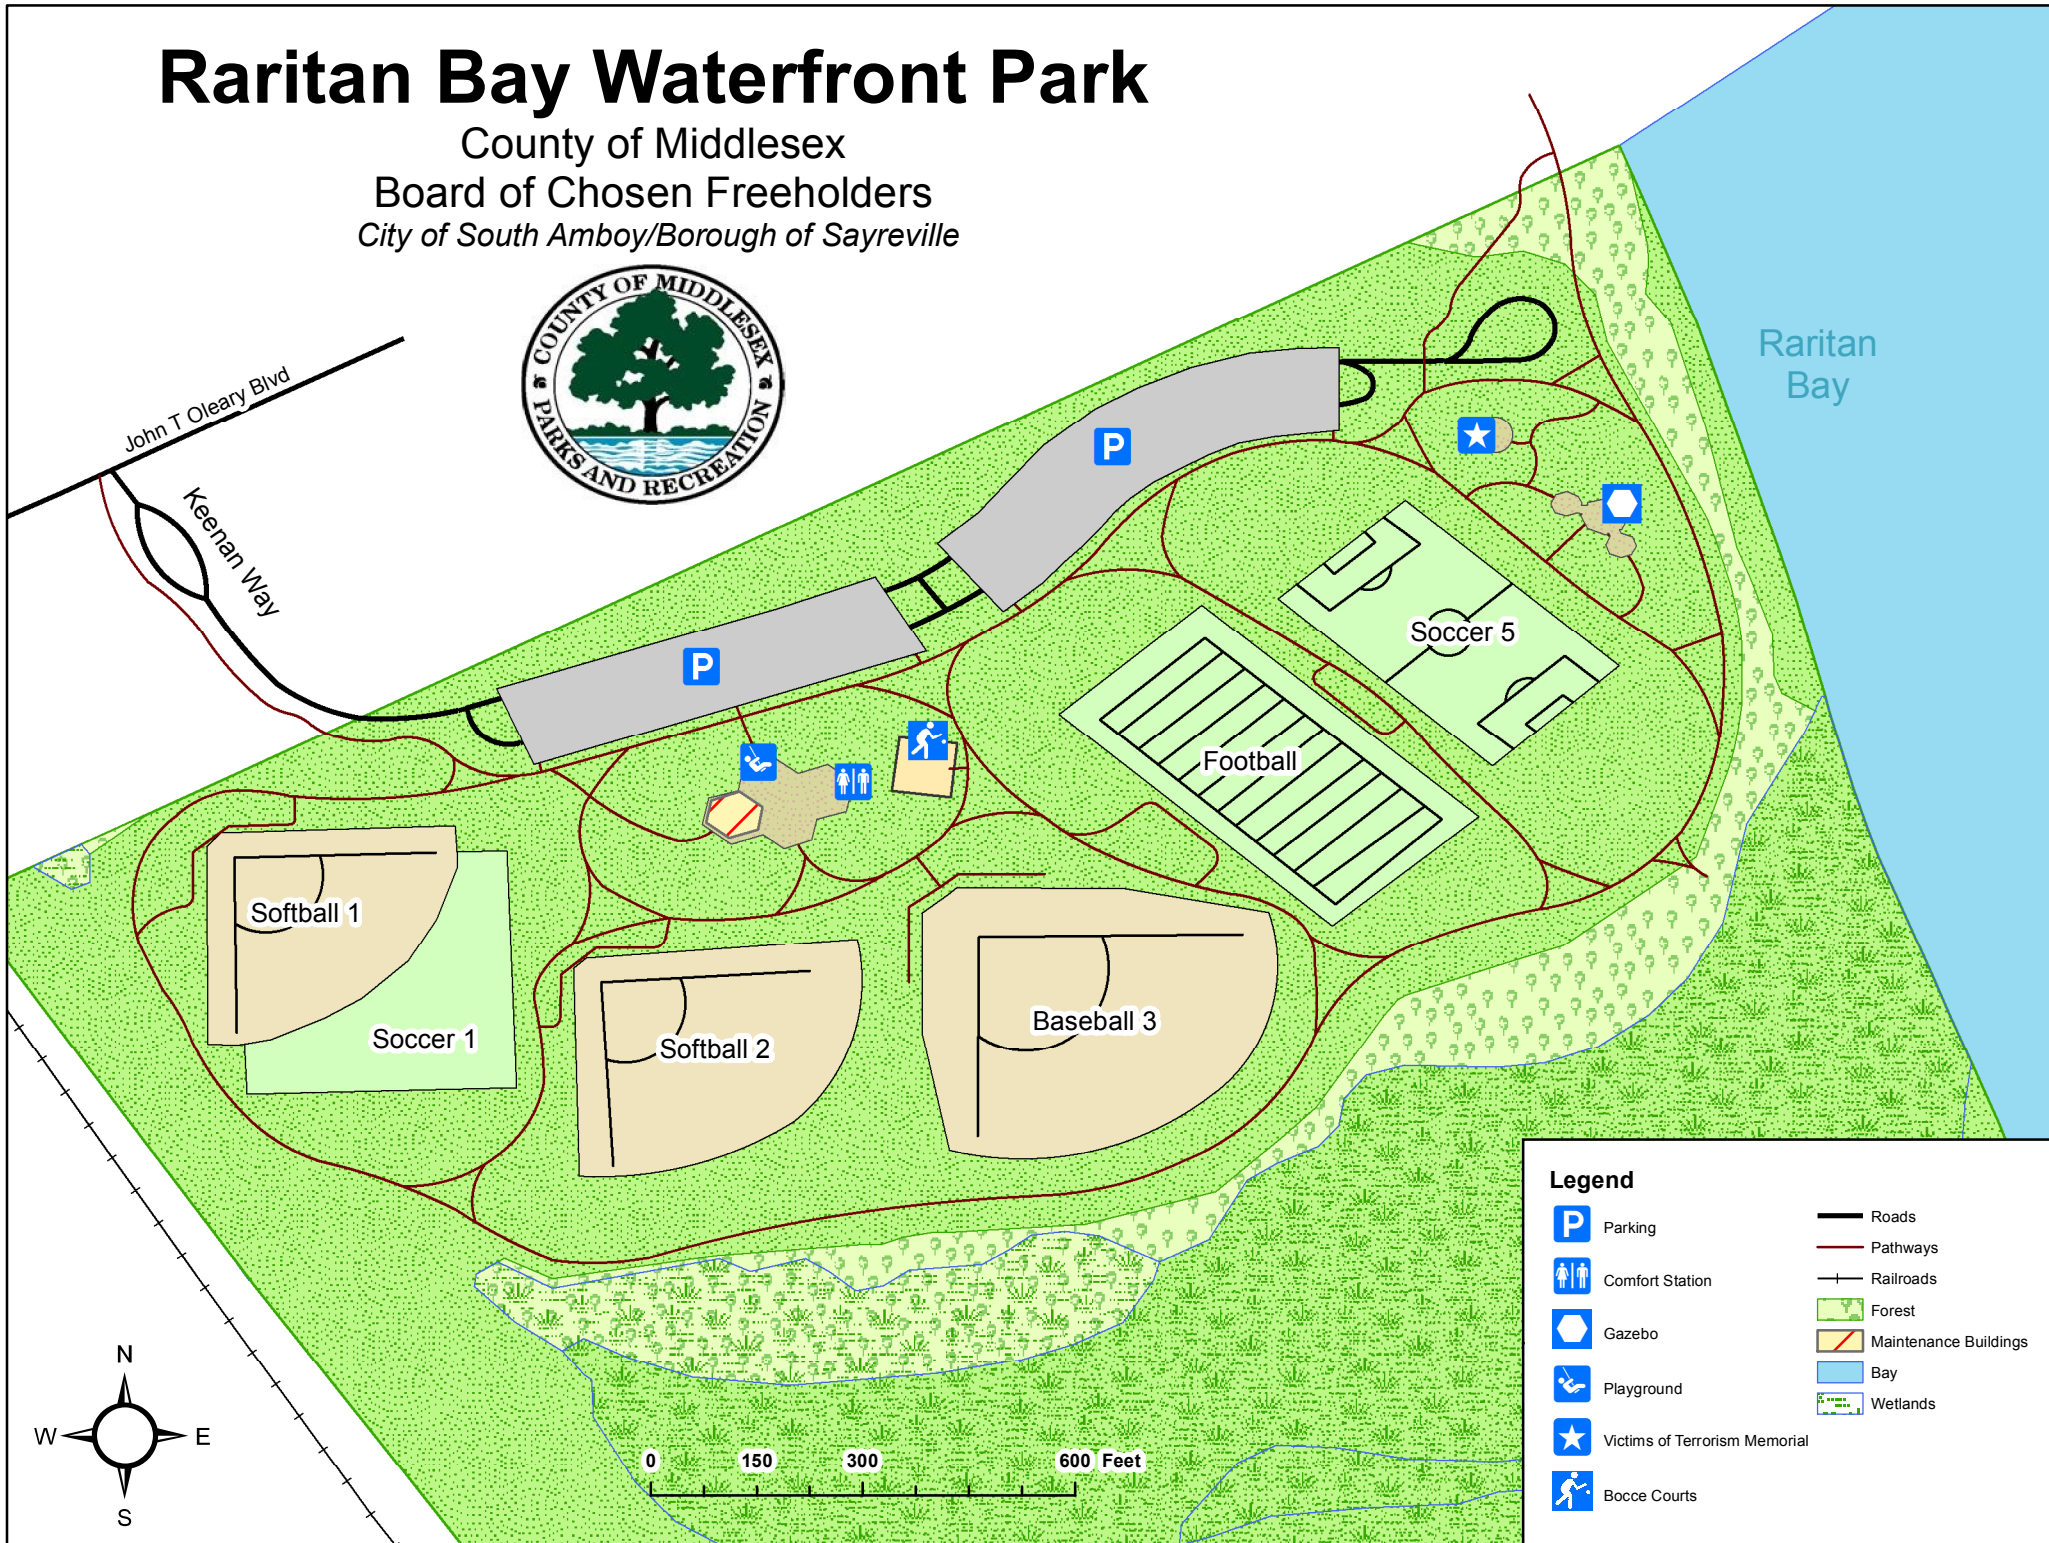 Raritan Bay Waterfront Park
County of Middlesex
Board of Chosen Freeholders
City of South Amboy/Borough of Sayreville
COUNTY OF MIDDLESEX
PARKS AND RECREATION
John T Oleary Blvd
Keenan Way
Raritan
Bay
P
P
Soccer 5
Football
Softball 1
Soccer 1
Softball 2
Baseball 3
N
W E
S
0 150 300 600 Feet
Legend
P Parking
Comfort Station
Gazebo
Playground
Victims of Terrorism Memorial
Bocce Courts
Roads
Pathways
Railroads
Forest
Maintenance Buildings
Bay
Wetlands